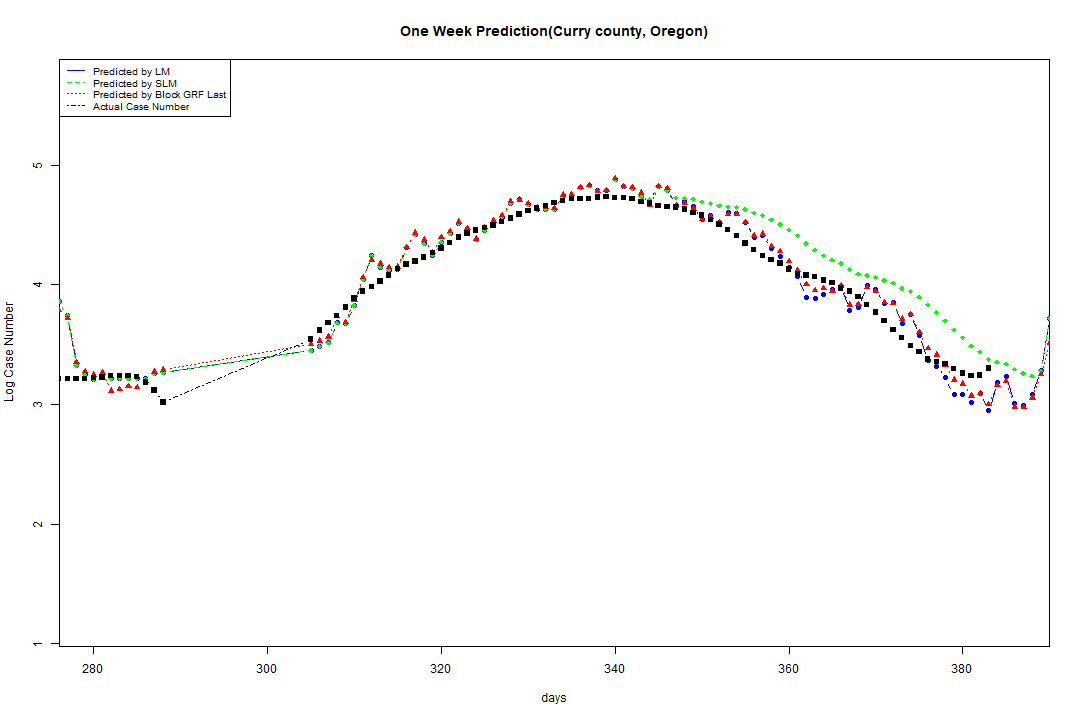 One Week Prediction(Curry county, Oregon)
Predicted by LM
Predicted by SLM
Predicted by Block GRF Last
Actual Case Number
5
4
3
2
1
Log Case Number
280 300 320 340 360 380
days